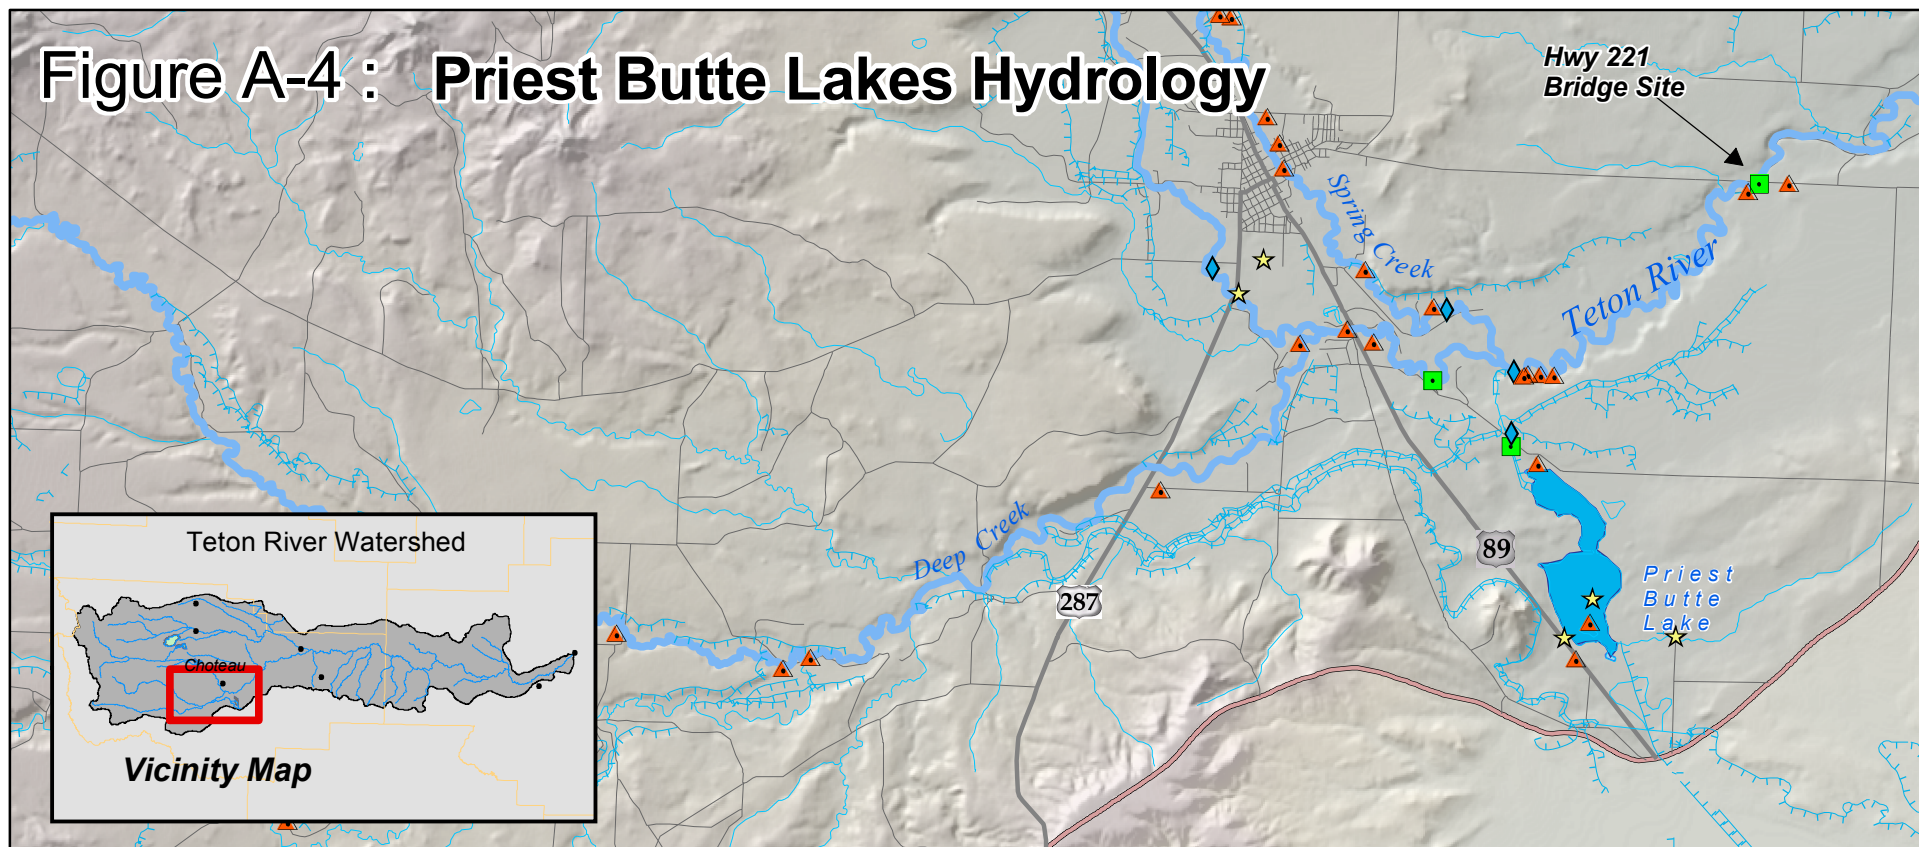 Figure A-4 : Priest Butte Lakes Hydrology
Hwy 221
Bridge Site
Spring Creek
Teton River
Deep Creek
89
287
Priest
Butte
Lake
Teton River Watershed
Choteau
Vicinity Map